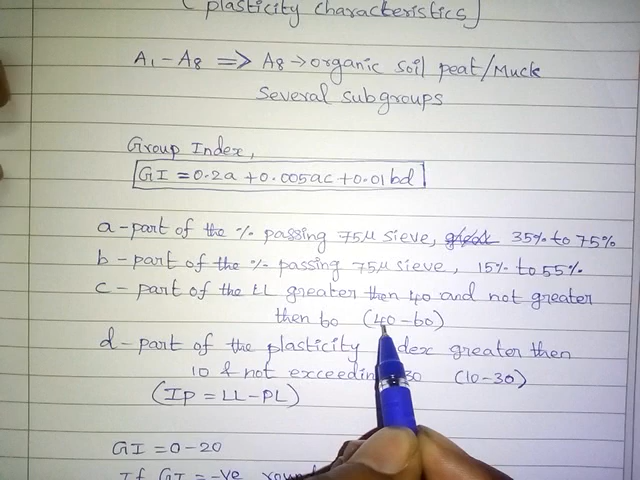 (plasticity characteristics)
A1-A8 => A8→organic soil peat/Muck
Several subgroups
Group Index,
GI = 0.2a + 0.005ac + 0.01bd
a - part of the % passing 75μ sieve, 35% to 75%
b - part of the % passing 75μ sieve, 15% to 55%
c - part of the LL greater then 40 and not greater
then 60 (40-60)
d - part of the plasticity dex greater then
10 & not exceedin 30 (10-30)
(Ip = LL - PL)
GI = 0-20
If GI = -ve roun